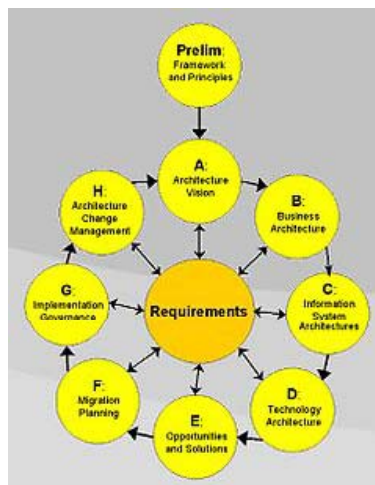 Prelim:
Framework
and Principles
A:
Architecture
Vision
B:
Business
Architecture
C:
Information
System
Architectures
D:
Technology
Architecture
E:
Opportunities
and Solutions
F:
Migration
Planning
G:
Implementation
Governance
H:
Architecture
Change
Management
Requirements